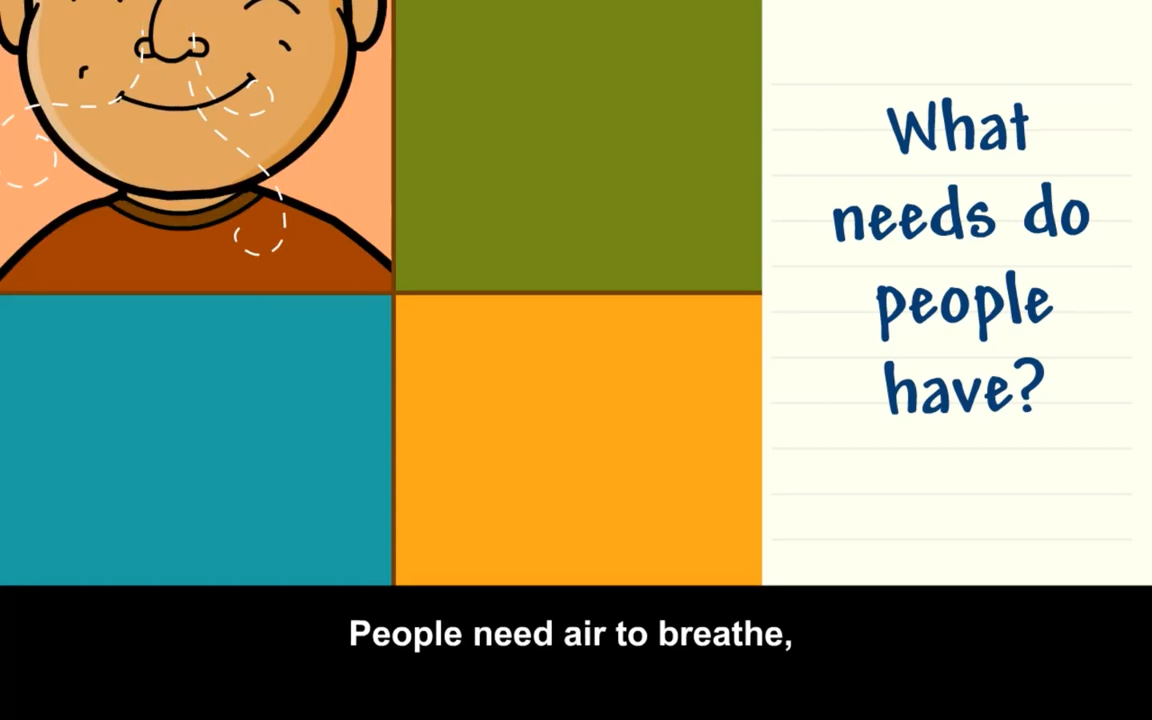 What
needs do
people
have?
People need air to breathe,